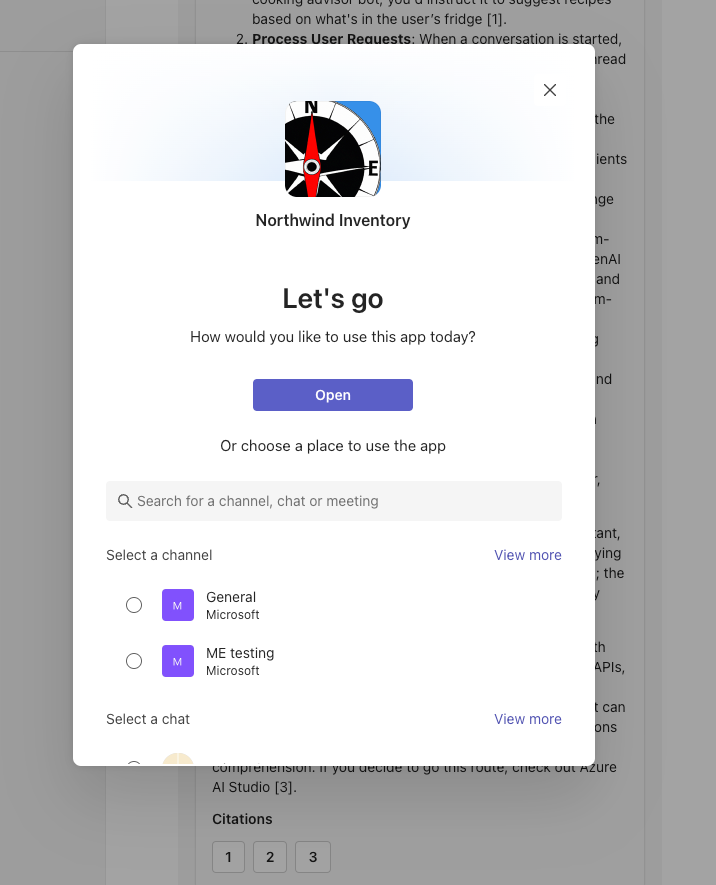 cooking advisor bot, you'd instruct it to suggest recipes
based on what's in the user's fridge [1].
2. Process User Requests: When a conversation is started,
the
ients
N
E
Northwind Inventory
Let's go
How would you like to use this app today?
Open
Or choose a place to use the app
Search for a channel, chat or meeting
Select a channel
View more
M
General
Microsoft
M
ME testing
Microsoft
Select a chat
View more
comprehension. If you decide to go this route, check out Azure
AI Studio [3].
Citations
1
2
3